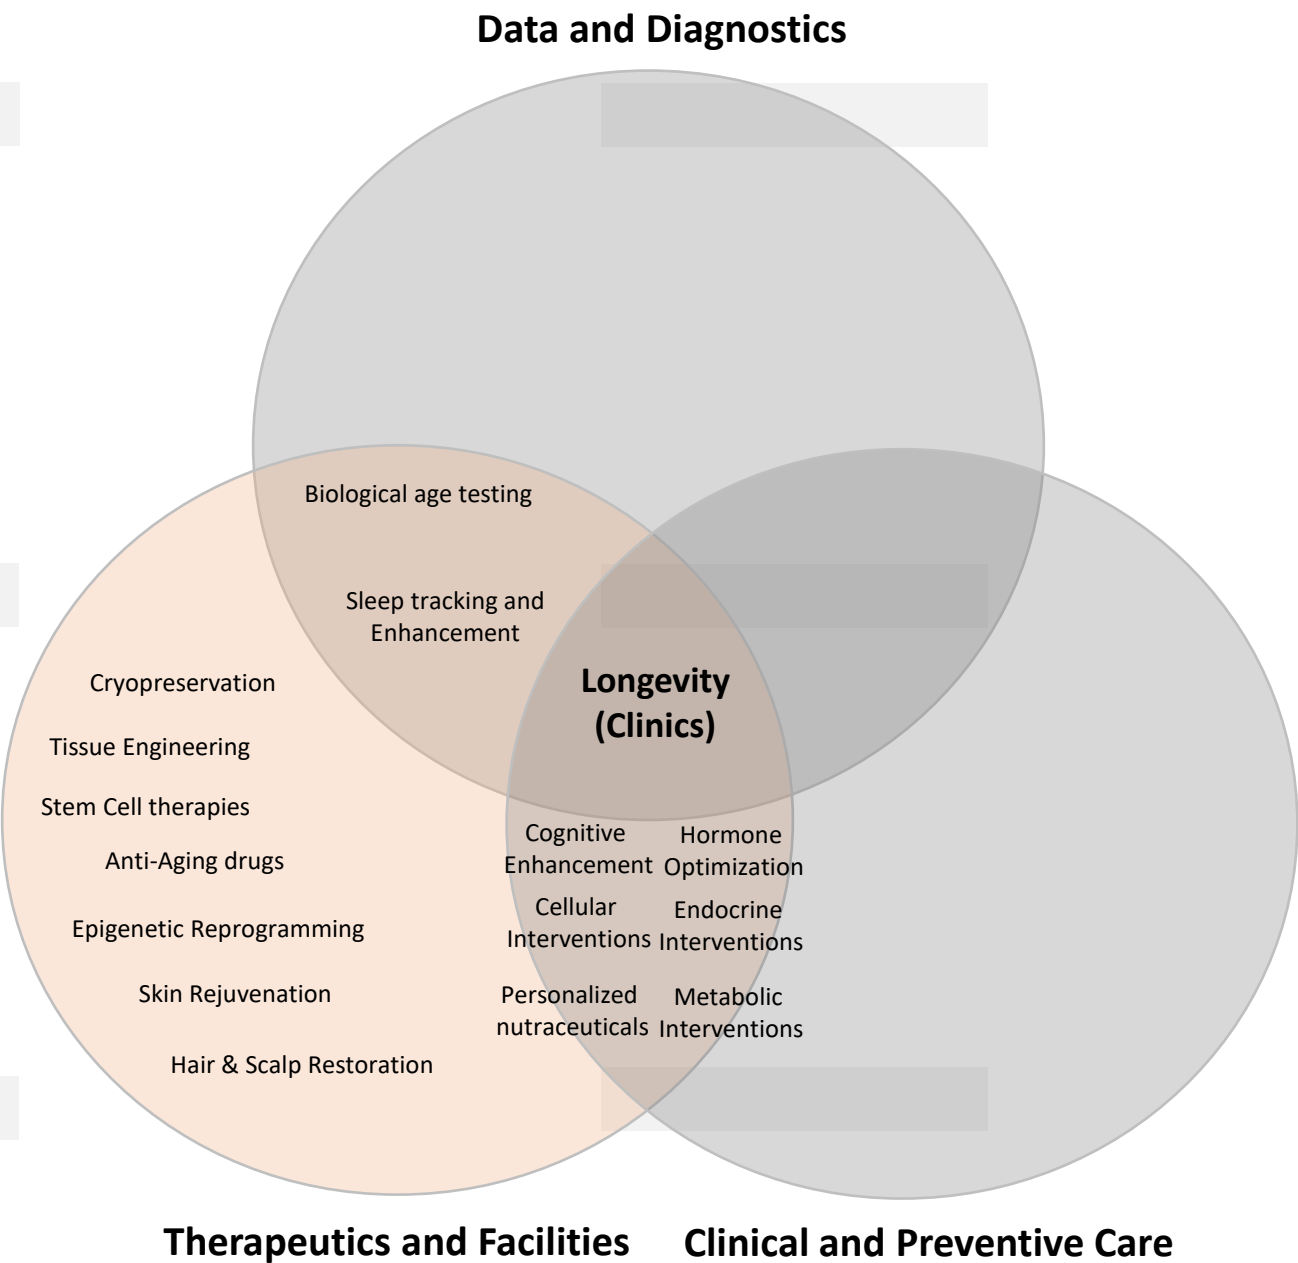 Data and Diagnostics
Biological age testing
Sleep tracking and
Enhancement
Longevity
(Clinics)
Cryopreservation
Tissue Engineering
Stem Cell therapies
Anti-Aging drugs
Epigenetic Reprogramming
Skin Rejuvenation
Hair & Scalp Restoration
Cognitive
Enhancement
Hormone
Optimization
Cellular
Interventions
Endocrine
Interventions
Personalized
nutraceuticals
Metabolic
Interventions
Therapeutics and Facilities
Clinical and Preventive Care